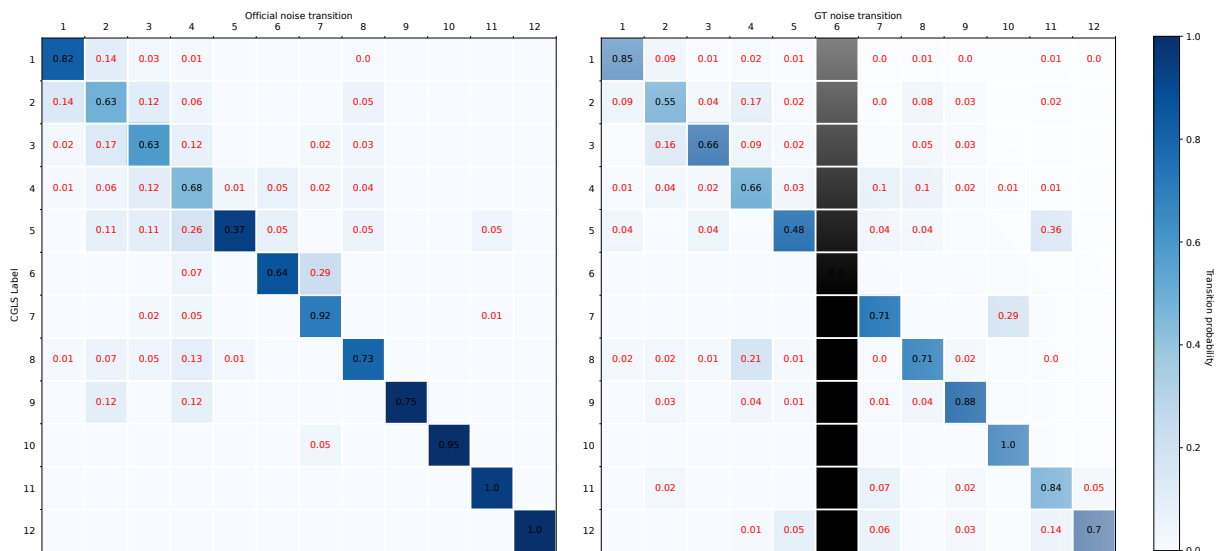 Official noise transition
GT noise transition
1 2 3 4 5 6 7 8 9 10 11 12
1 2 3 4 5 6 7 8 9 10 11 12
1.0
1 0.82 0.14 0.03 0.01 0.0
0.85 0.09 0.01 0.02 0.01 0.0 0.01 0.0 0.01 0.0
2 0.14 0.63 0.12 0.06 0.05
0.09 0.55 0.04 0.17 0.02 0.0 0.08 0.03 0.02
0.8
3 0.02 0.17 0.63 0.12 0.02 0.03
0.16 0.66 0.09 0.02 0.05 0.03
4 0.01 0.06 0.12 0.68 0.01 0.05 0.02 0.04
0.01 0.04 0.02 0.66 0.03 0.1 0.1 0.02 0.01 0.01
0.6
5 0.11 0.11 0.26 0.37 0.05 0.05 0.05
0.04 0.04 0.48 0.04 0.04 0.36
6 0.07 0.64 0.29
0.0
CGLS Label
Transition probability
7 0.02 0.05 0.92 0.01
0.71 0.29
0.4
8 0.01 0.07 0.05 0.13 0.01 0.73
0.02 0.02 0.01 0.21 0.01 0.0 0.71 0.02 0.0
9 0.12 0.12 0.75
0.03 0.04 0.01 0.01 0.04 0.88
0.2
10 0.05 0.95
1.0
11 1.0
0.02 0.07 0.02 0.84 0.05
12 1.0
0.01 0.05 0.06 0.03 0.14 0.7
0.0